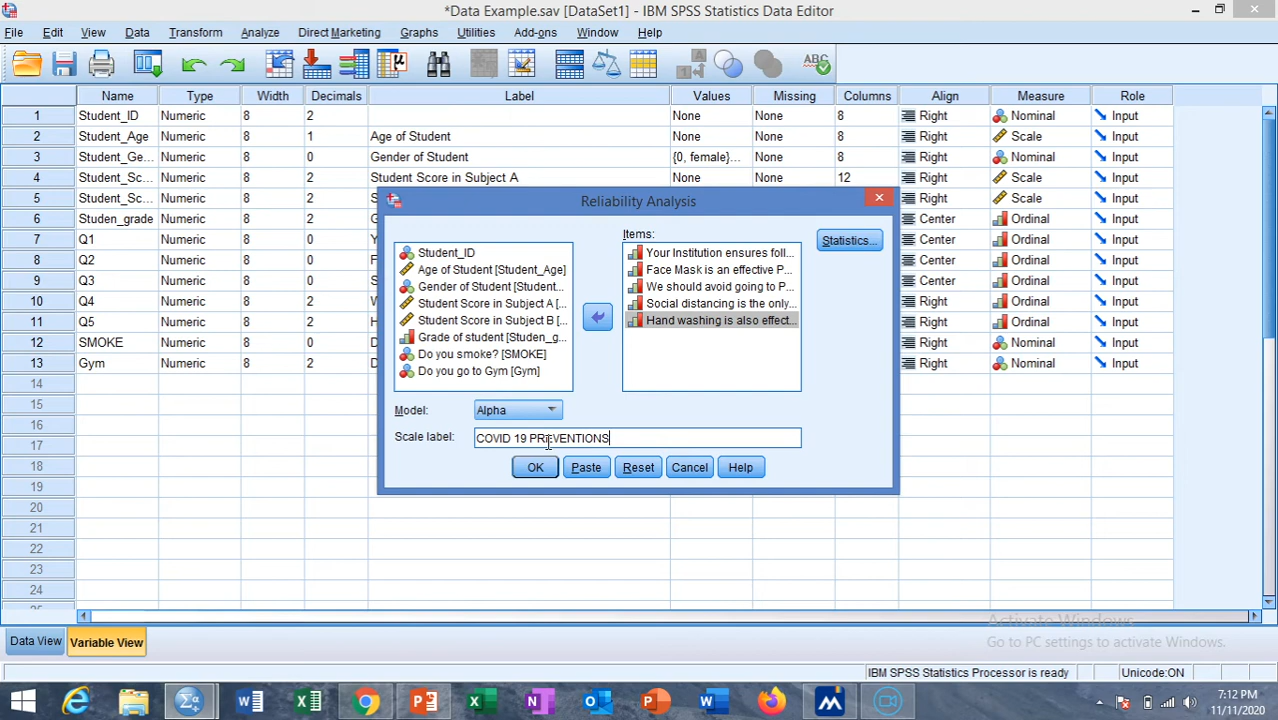 *Data Example.sav [DataSet1] - IBM SPSS Statistics Data Editor
File Edit View Data Transform Analyze Direct Marketing Graphs Utilities Add-ons Window Help
Name Type Width Decimals Label Values Missing Columns Align Measure Role
1 Student_ID Numeric 8 2 None None 8 Right Nominal Input
2 Student_Age Numeric 8 1 Age of Student None None 8 Right Scale Input
3 Student_Ge... Numeric 8 0 Gender of Student {0, female}... None 8 Right Nominal Input
4 Student_Sc... Numeric 8 2 Student Score in Subject A None None 12 Right Scale Input
5 Student_Sc... Numeric 8 2 S Right Scale Input
6 Studen_grade Numeric 8 2 G Center Ordinal Input
7 Q1 Numeric 8 0 Y Center Ordinal Input
8 Q2 Numeric 8 0 F Center Ordinal Input
9 Q3 Numeric 8 0 W Center Ordinal Input
10 Q4 Numeric 8 2 W Right Ordinal Input
11 Q5 Numeric 8 2 H Right Ordinal Input
12 SMOKE Numeric 8 0 D Right Nominal Input
13 Gym Numeric 8 2 D Right Nominal Input
14
15
16
17
18
19
20
21
22
23
24
Reliability Analysis
Items:
Student_ID
Age of Student [Student_Age]
Gender of Student [Student...
Student Score in Subject A [...
Student Score in Subject B [...
Grade of student [Studen_g...
Do you smoke? [SMOKE]
Do you go to Gym [Gym]
Your Institution ensures foll...
Face Mask is an effective P...
We should avoid going to P...
Social distancing is the only...
Hand washing is also effect...
Statistics...
Model: Alpha
Scale label: COVID 19 PREVENTIONS
OK Paste Reset Cancel Help
Activate Windows
Go to PC settings to activate Windows.
Data View Variable View
IBM SPSS Statistics Processor is ready Unicode:ON
7:12 PM
11/11/2020